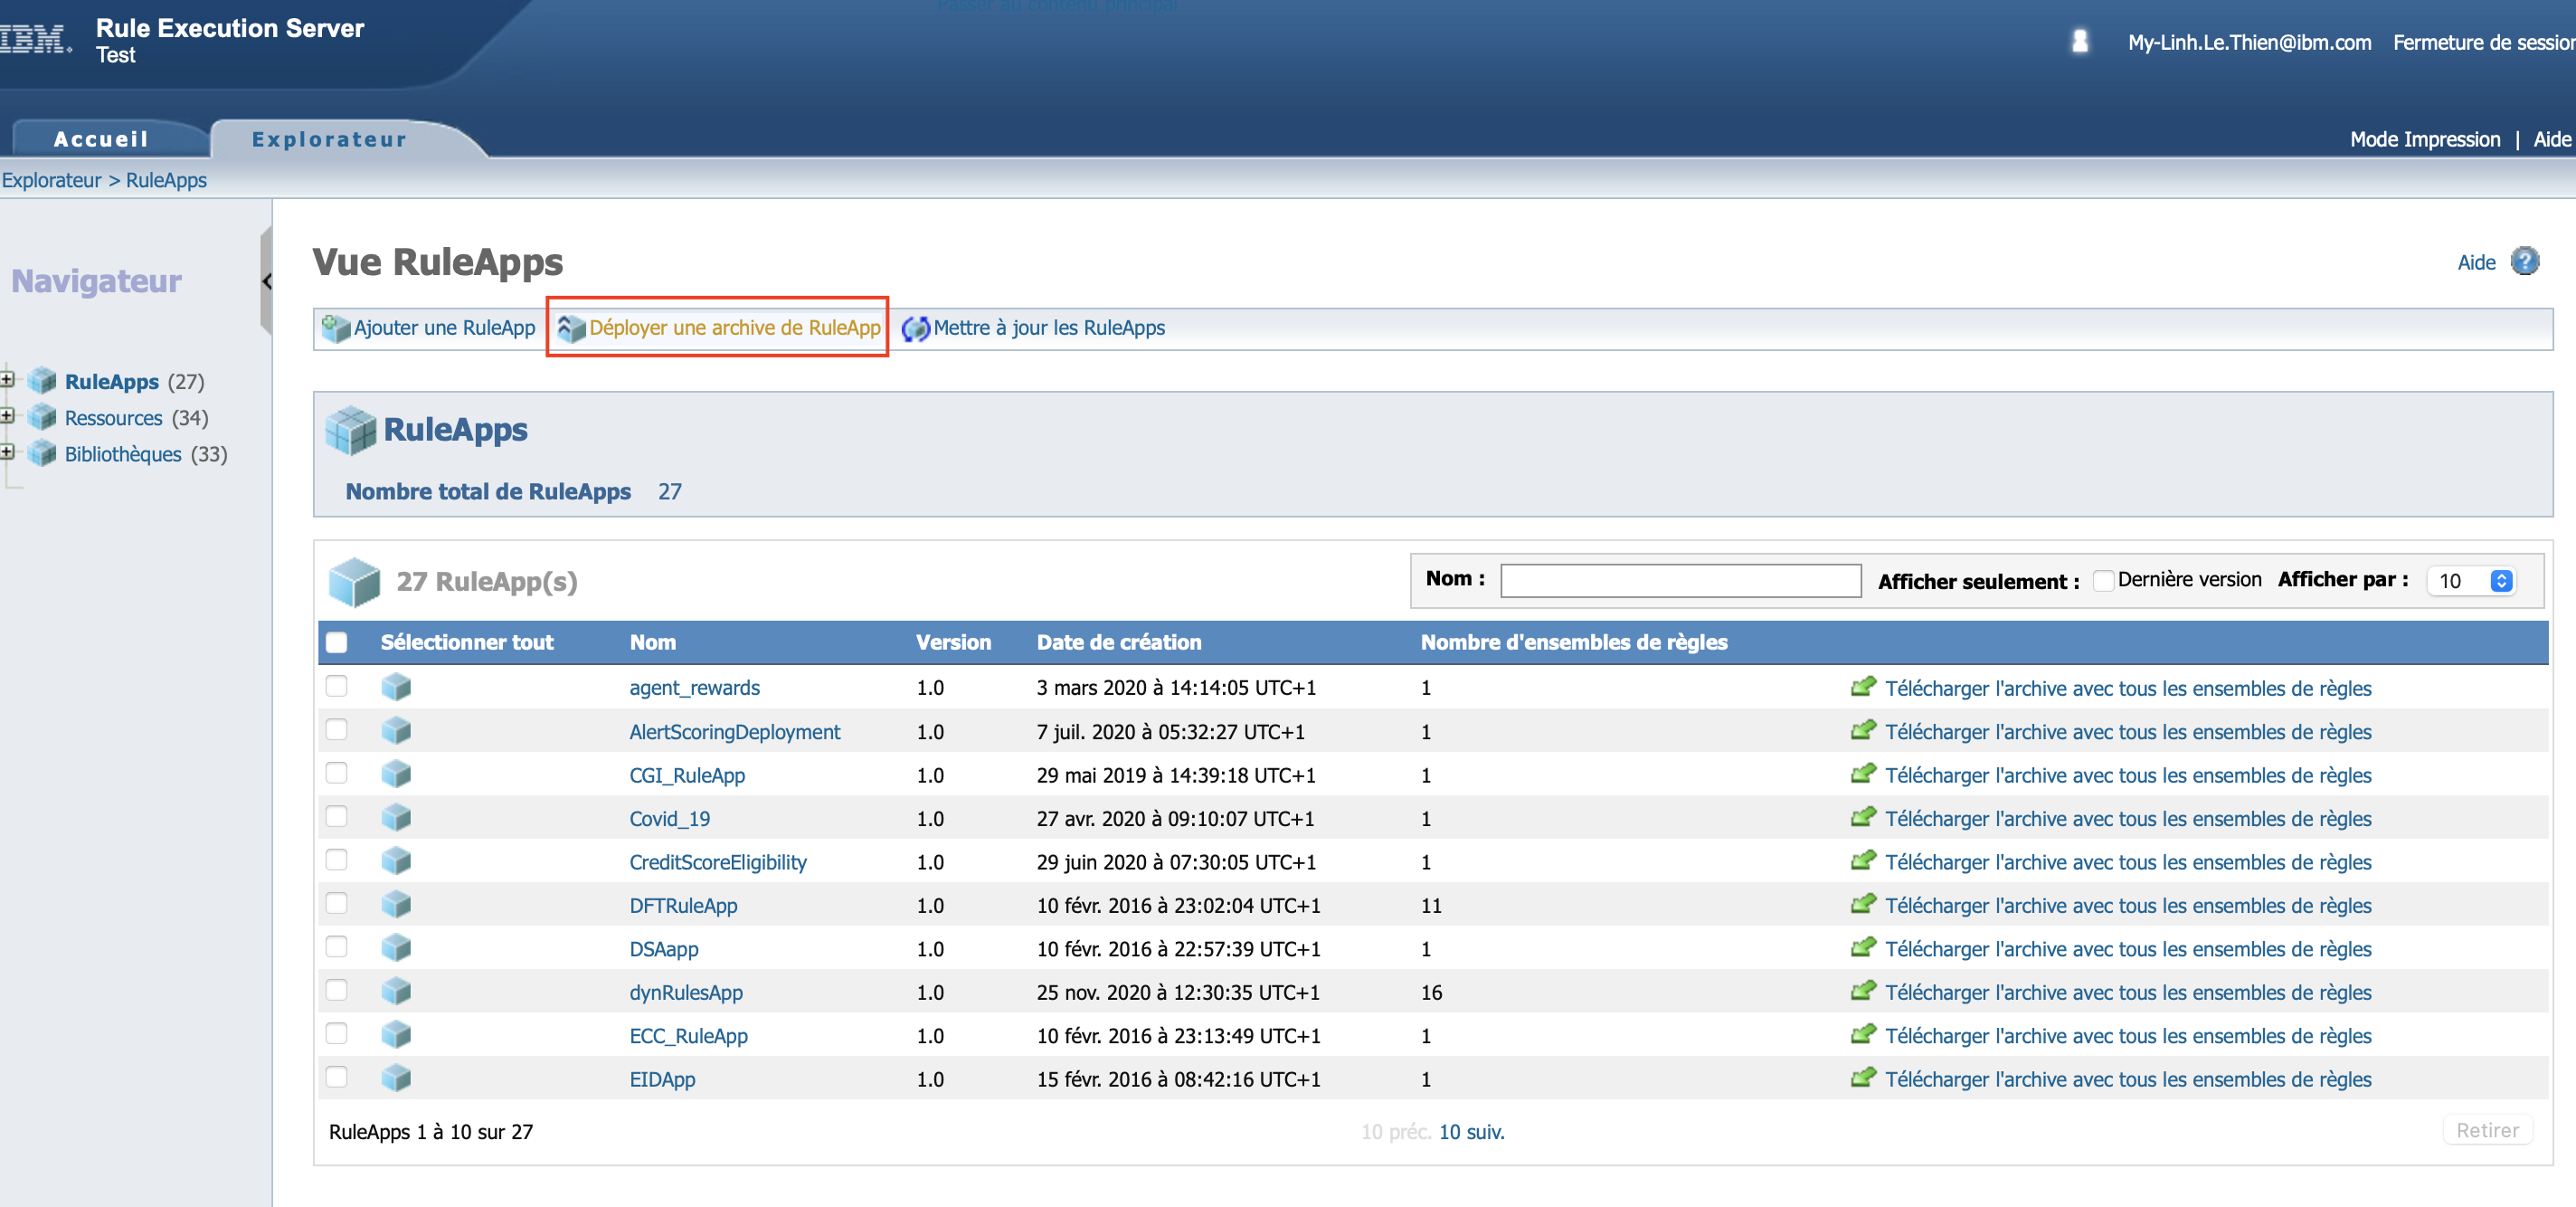 Passer au contenu principal
IBM.
Rule Execution Server
Test
My-Linh.Le.Thien@ibm.com Fermeture de session
Accueil Explorateur
Mode Impression | Aide
Explorateur > RuleApps
Navigateur
RuleApps (27)
Ressources (34)
Bibliothèques (33)
Vue RuleApps
Aide ?
Ajouter une RuleApp Déployer une archive de RuleApp Mettre à jour les RuleApps
RuleApps
Nombre total de RuleApps 27
27 RuleApp(s)
Nom : Afficher seulement : Dernière version Afficher par : 10
Sélectionner tout Nom Version Date de création Nombre d'ensembles de règles
agent_rewards 1.0 3 mars 2020 à 14:14:05 UTC+1 1 Télécharger l'archive avec tous les ensembles de règles
AlertScoringDeployment 1.0 7 juil. 2020 à 05:32:27 UTC+1 1 Télécharger l'archive avec tous les ensembles de règles
CGI_RuleApp 1.0 29 mai 2019 à 14:39:18 UTC+1 1 Télécharger l'archive avec tous les ensembles de règles
Covid_19 1.0 27 avr. 2020 à 09:10:07 UTC+1 1 Télécharger l'archive avec tous les ensembles de règles
CreditScoreEligibility 1.0 29 juin 2020 à 07:30:05 UTC+1 1 Télécharger l'archive avec tous les ensembles de règles
DFTRuleApp 1.0 10 févr. 2016 à 23:02:04 UTC+1 11 Télécharger l'archive avec tous les ensembles de règles
DSAapp 1.0 10 févr. 2016 à 22:57:39 UTC+1 1 Télécharger l'archive avec tous les ensembles de règles
dynRulesApp 1.0 25 nov. 2020 à 12:30:35 UTC+1 16 Télécharger l'archive avec tous les ensembles de règles
ECC_RuleApp 1.0 10 févr. 2016 à 23:13:49 UTC+1 1 Télécharger l'archive avec tous les ensembles de règles
EIDApp 1.0 15 févr. 2016 à 08:42:16 UTC+1 1 Télécharger l'archive avec tous les ensembles de règles
RuleApps 1 à 10 sur 27 10 préc. 10 suiv. Retirer